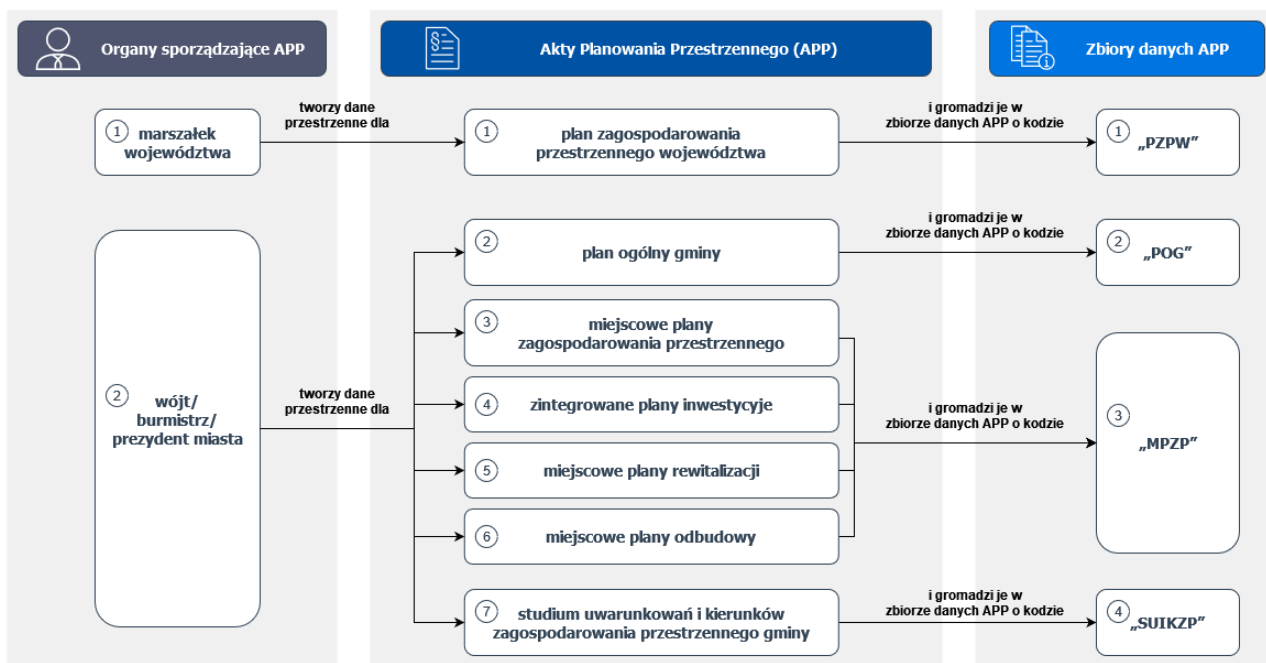 Organy sporządzające APP
Akty Planowania Przestrzennego (APP)
Zbiory danych APP
1
marszałek
województwa
tworzy dane
przestrzenne dla
1
plan zagospodarowania
przestrzennego województwa
i gromadzi je w
zbiorze danych APP o kodzie
1
„PZPW”
2
wójt/
burmistrz/
prezydent miasta
tworzy dane
przestrzenne dla
2
plan ogólny gminy
i gromadzi je w
zbiorze danych APP o kodzie
2
„POG”
3
miejscowe plany
zagospodarowania przestrzennego
4
zintegrowane plany inwestycyje
5
miejscowe plany rewitalizacji
6
miejscowe plany odbudowy
i gromadzi je w
zbiorze danych APP o kodzie
3
„MPZP”
7
studium uwarunkowań i kierunków
zagospodarowania przestrzennego gminy
i gromadzi je w
zbiorze danych APP o kodzie
4
„SUIKZP”